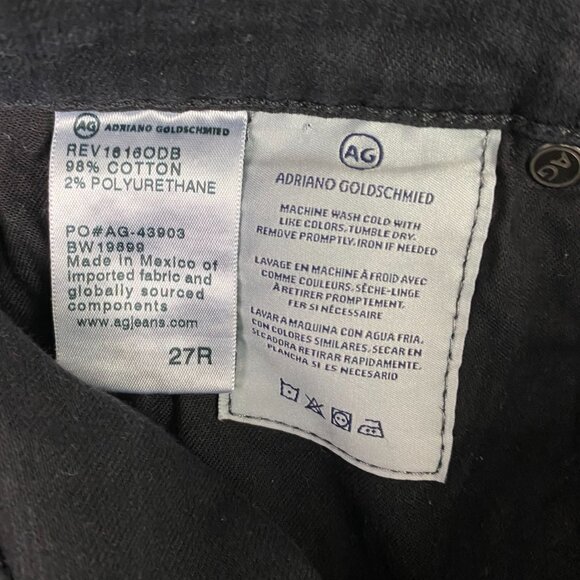 AG ADRIANO GOLDSCHMIED
REV1616ODB
98% COTTON
2% POLYURETHANE
PO#AG-43903
BW19899
Made in Mexico of
imported fabric and
globally sourced
components
www.agjeans.com
27R
AG
ADRIANO GOLDSCHMIED
MACHINE WASH COLD WITH
LIKE COLORS. TUMBLE DRY.
REMOVE PROMPTLY. IRON IF NEEDED
LAVAGE EN MACHINE À FROID AVEC
COMME COULEURS. SÈCHE-LINGE
À RETIRER PROMPTEMENT.
FER SI NÉCESSAIRE
LAVAR A MAQUINA CON AGUA FRIA,
CON COLORES SIMILARES. SECAR EN
SECADORA RETIRAR RAPIDAMENTE.
PLANCHA SI ES NECESARIO
AG